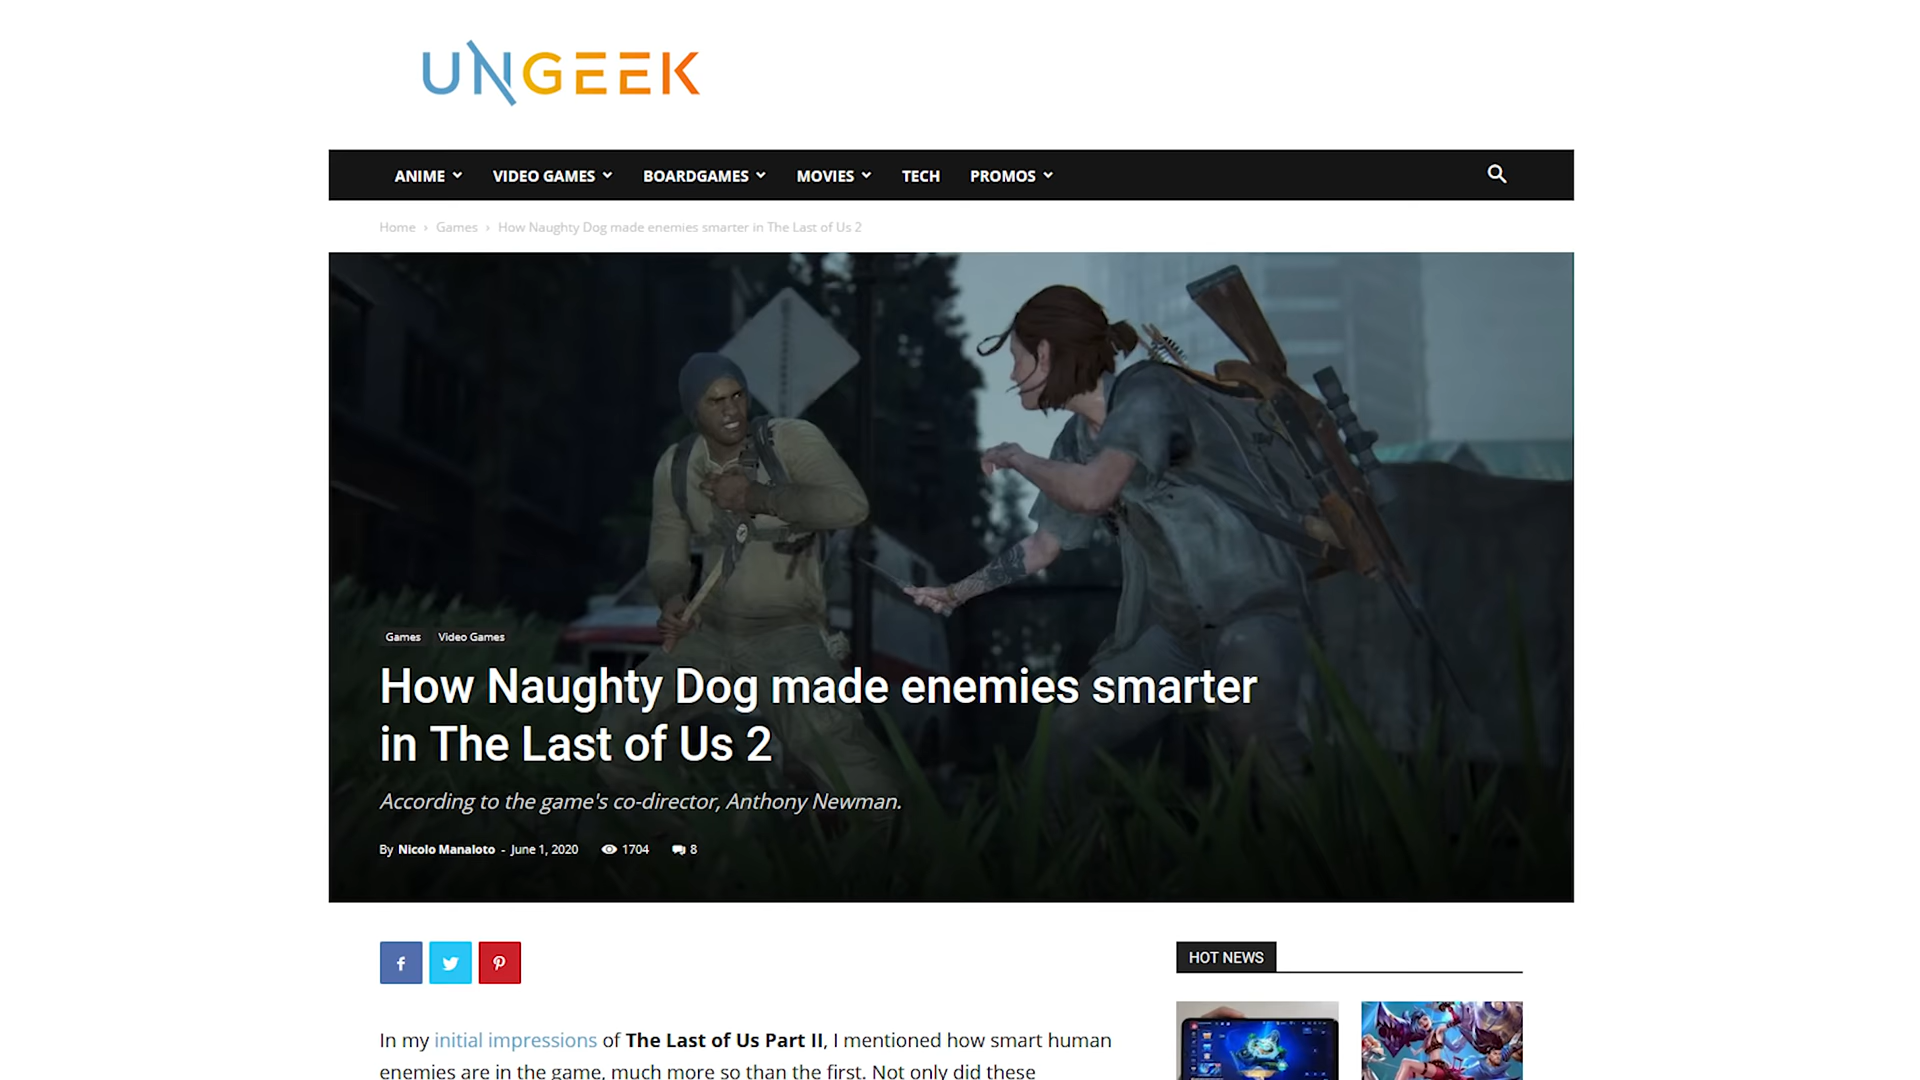 UNGEEK
ANIME VIDEO GAMES BOARDGAMES MOVIES TECH PROMOS
Home › Games › How Naughty Dog made enemies smarter in The Last of Us 2
Games Video Games
How Naughty Dog made enemies smarter
in The Last of Us 2
According to the game's co-director, Anthony Newman.
By Nicolo Manaloto - June 1, 2020 1704 8
HOT NEWS
In my initial impressions of The Last of Us Part II, I mentioned how smart human
enemies are in the game, much more so than the first. Not only did these